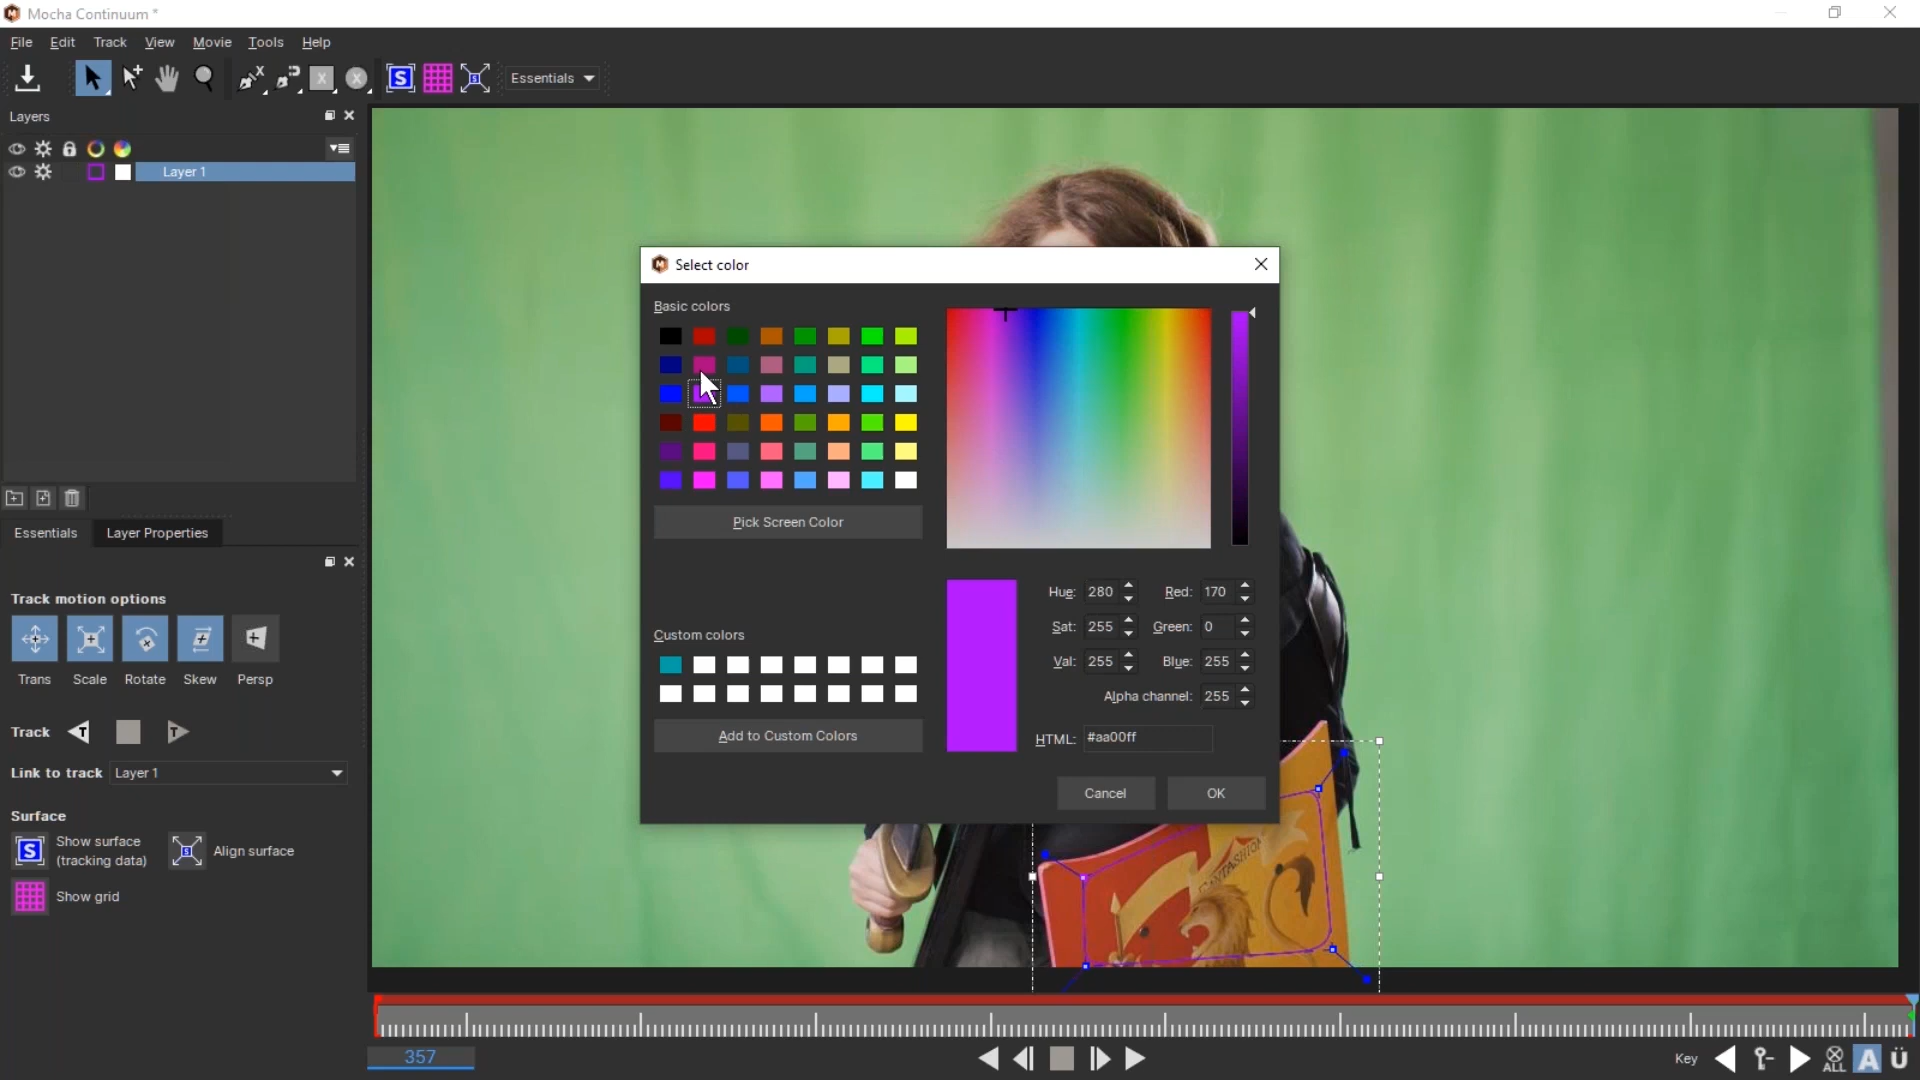 Mocha Continuum *
File Edit Track View Movie Tools Help
S Essentials
Layers
Layer 1
Essentials Layer Properties
Track motion options
Trans Scale Rotate Skew Persp
Track T T
Link to track Layer 1
Surface
S Show surface (tracking data) S Align surface
Show grid
Select color
Basic colors
Pick Screen Color
Custom colors
Add to Custom Colors
Hue: 280 Red: 170
Sat: 255 Green: 0
Val: 255 Blue: 255
Alpha channel: 255
HTML: #aa00ff
Cancel OK
FANTASHION
357
Key ALL A Ü